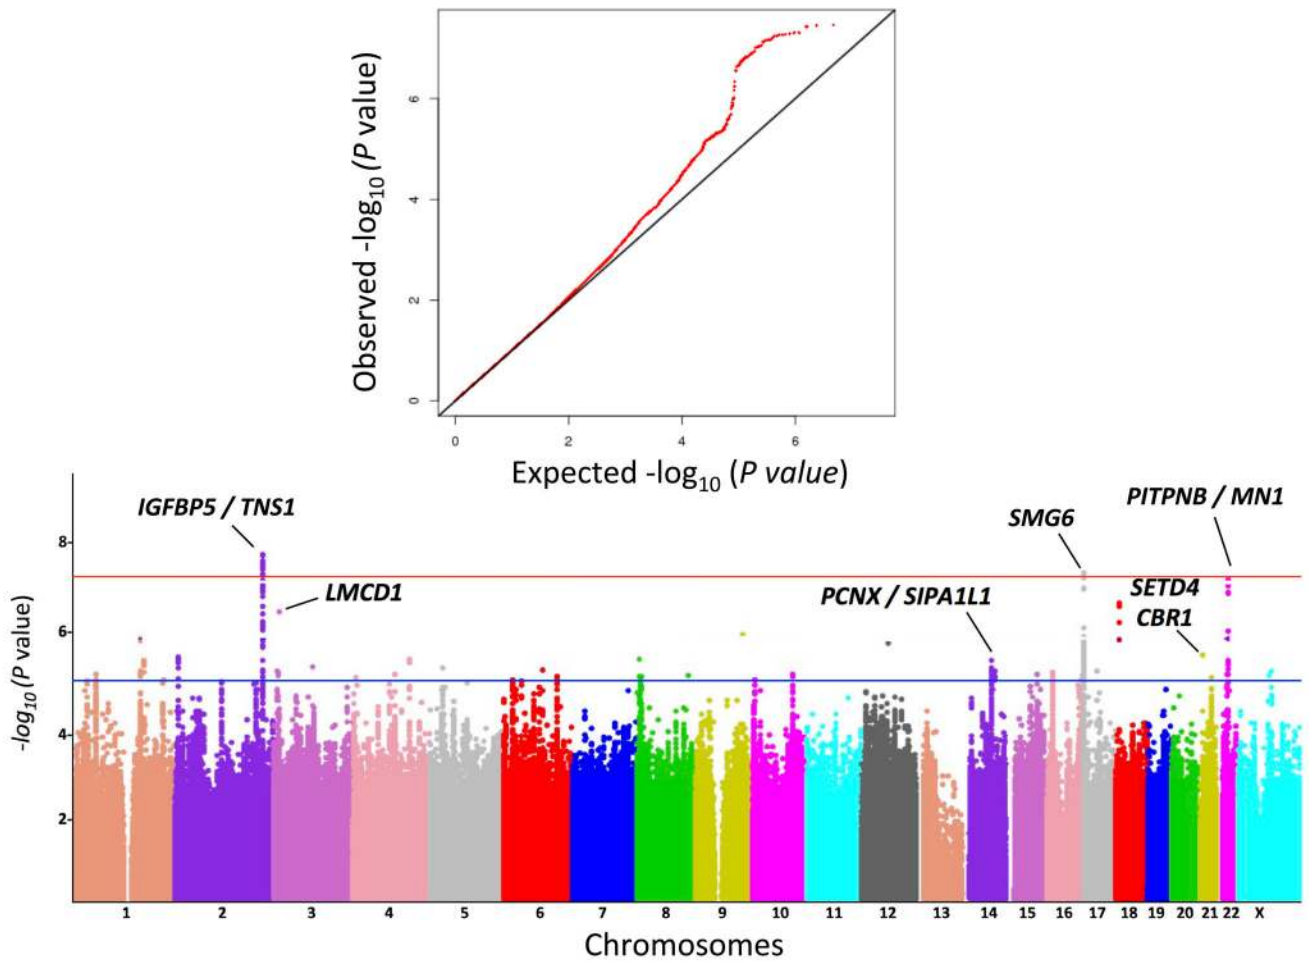 Observed -log10 (P value)
6
4
2
0
0 2 4 6
Expected -log10 (P value)
IGFBP5 / TNS1
PITPNB / MN1
SMG6
LMCD1
PCNX / SIPA1L1
SETD4
CBR1
-log10 (P value)
8
6
4
2
1 2 3 4 5 6 7 8 9 10 11 12 13 14 15 16 17 18 19 20 21 22 X
Chromosomes